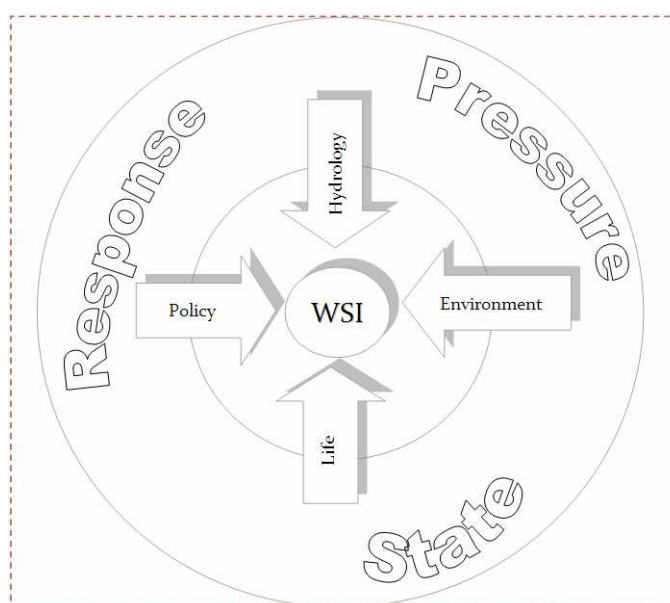 Response
Pressure
Hydrology
Policy
WSI
Environment
Life
State